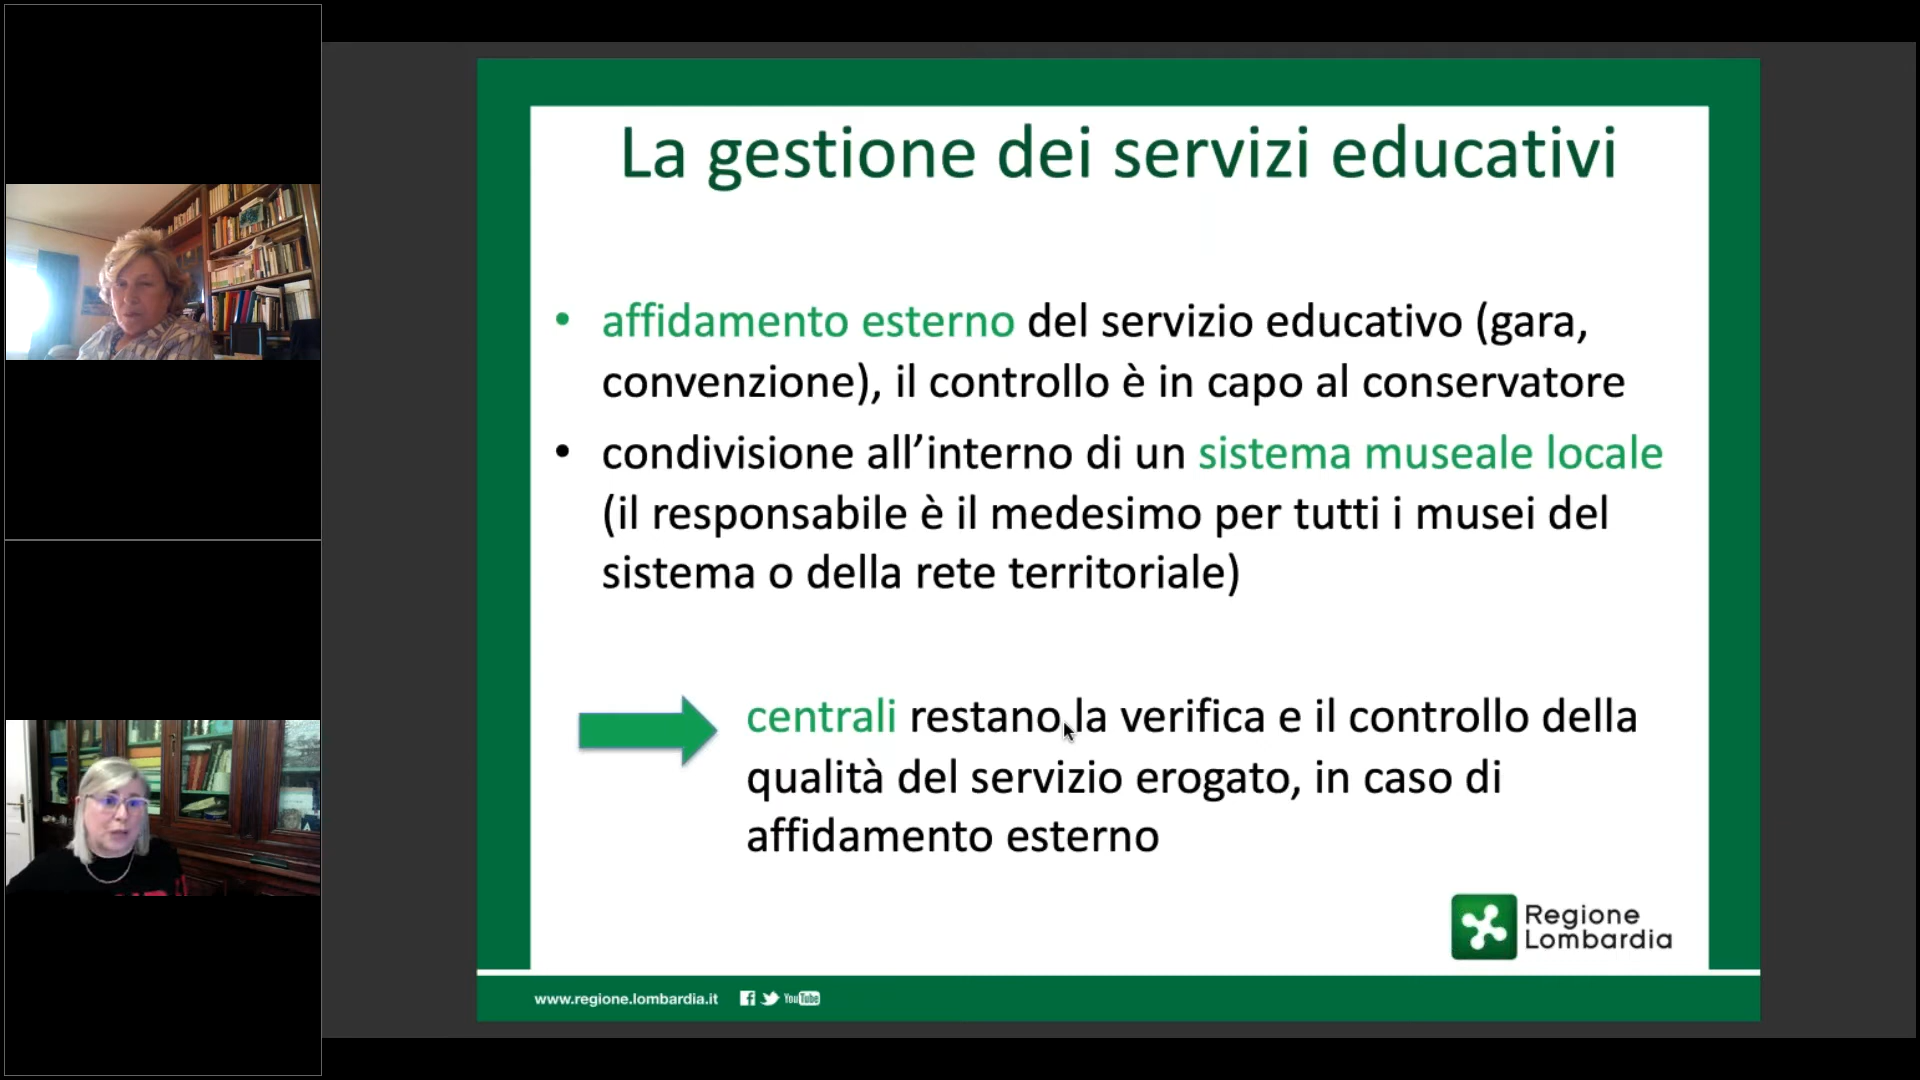 La gestione dei servizi educativi
• affidamento esterno del servizio educativo (gara,
convenzione), il controllo è in capo al conservatore
• condivisione all’interno di un sistema museale locale
(il responsabile è il medesimo per tutti i musei del
sistema o della rete territoriale)
centrali restano la verifica e il controllo della
qualità del servizio erogato, in caso di
affidamento esterno
Regione
Lombardia
www.regione.lombardia.it YouTube